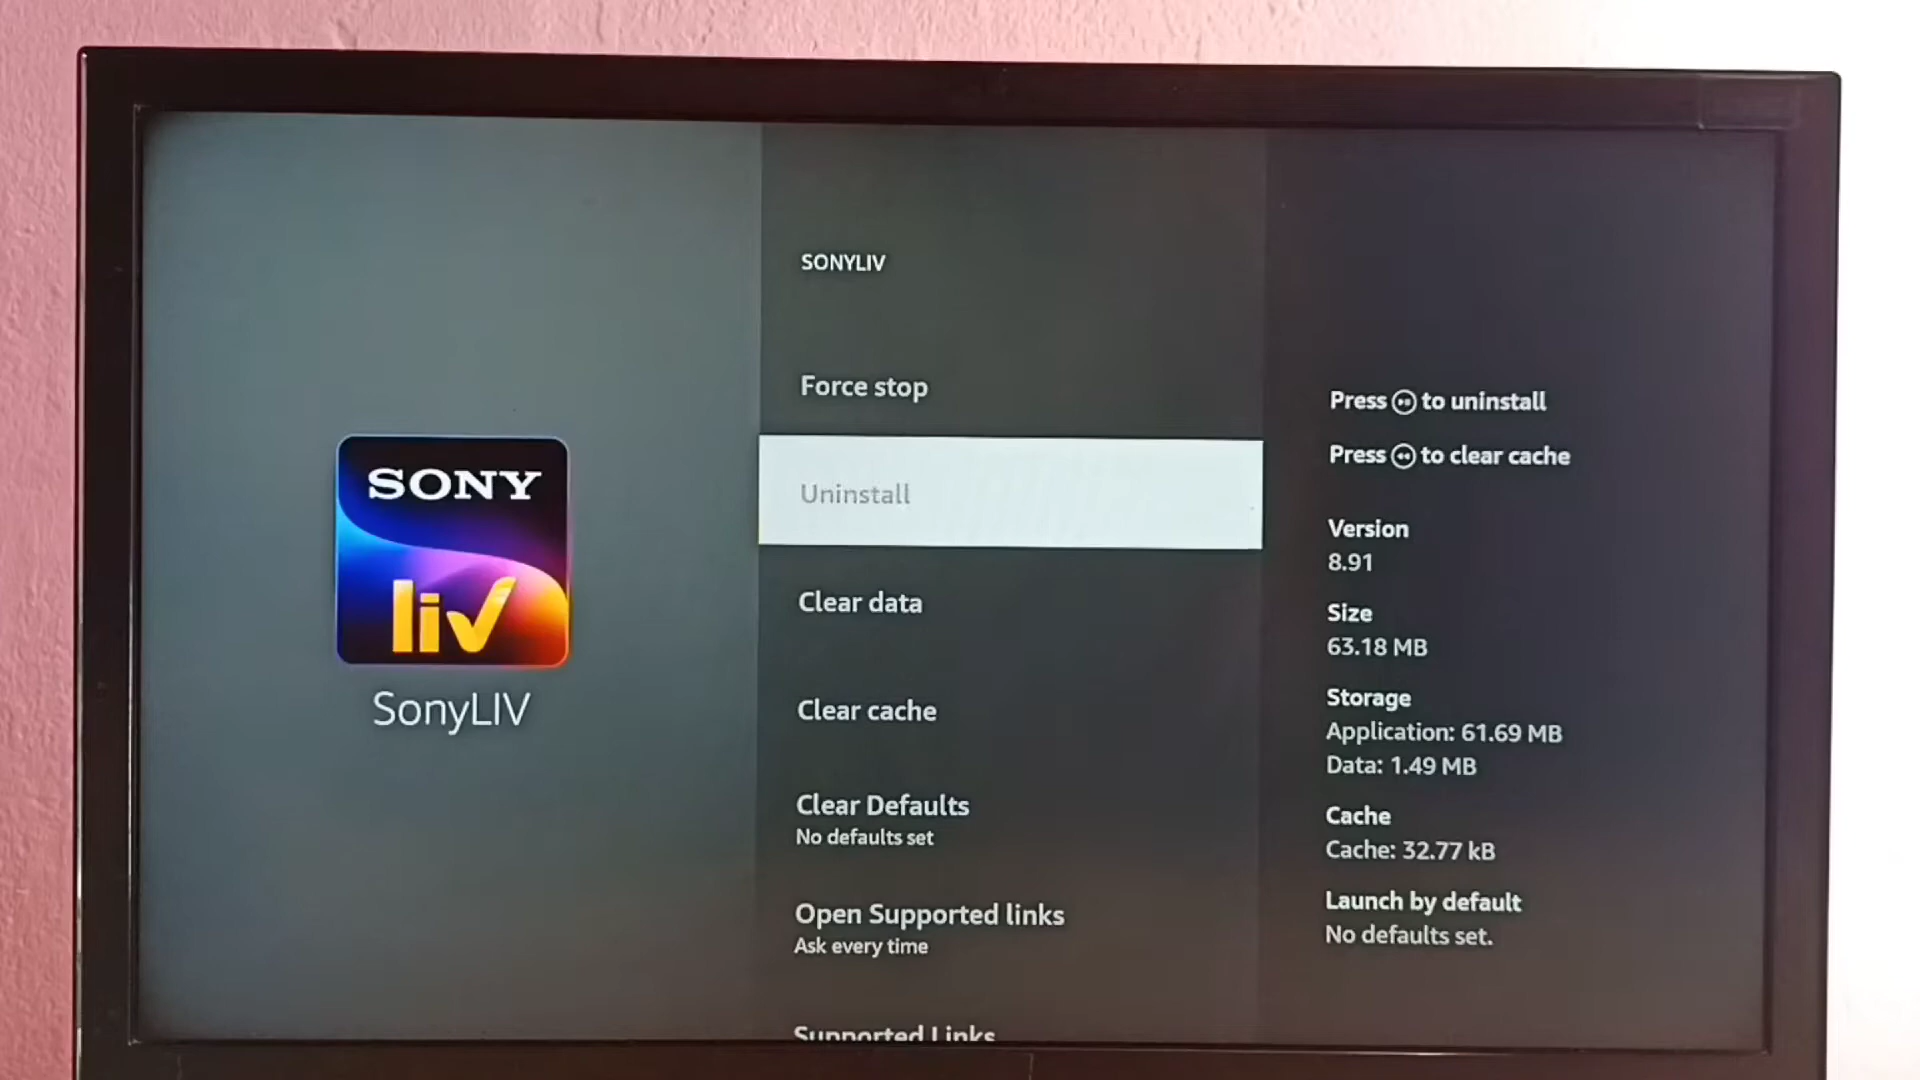 SONYLIV
Force stop
Uninstall
Clear data
Clear cache
Clear Defaults
No defaults set
Open Supported links
Ask every time
Supported Links
SONY
liv
SonyLIV
Press to uninstall
Press to clear cache
Version
8.91
Size
63.18 MB
Storage
Application: 61.69 MB
Data: 1.49 MB
Cache
Cache: 32.77 kB
Launch by default
No defaults set.